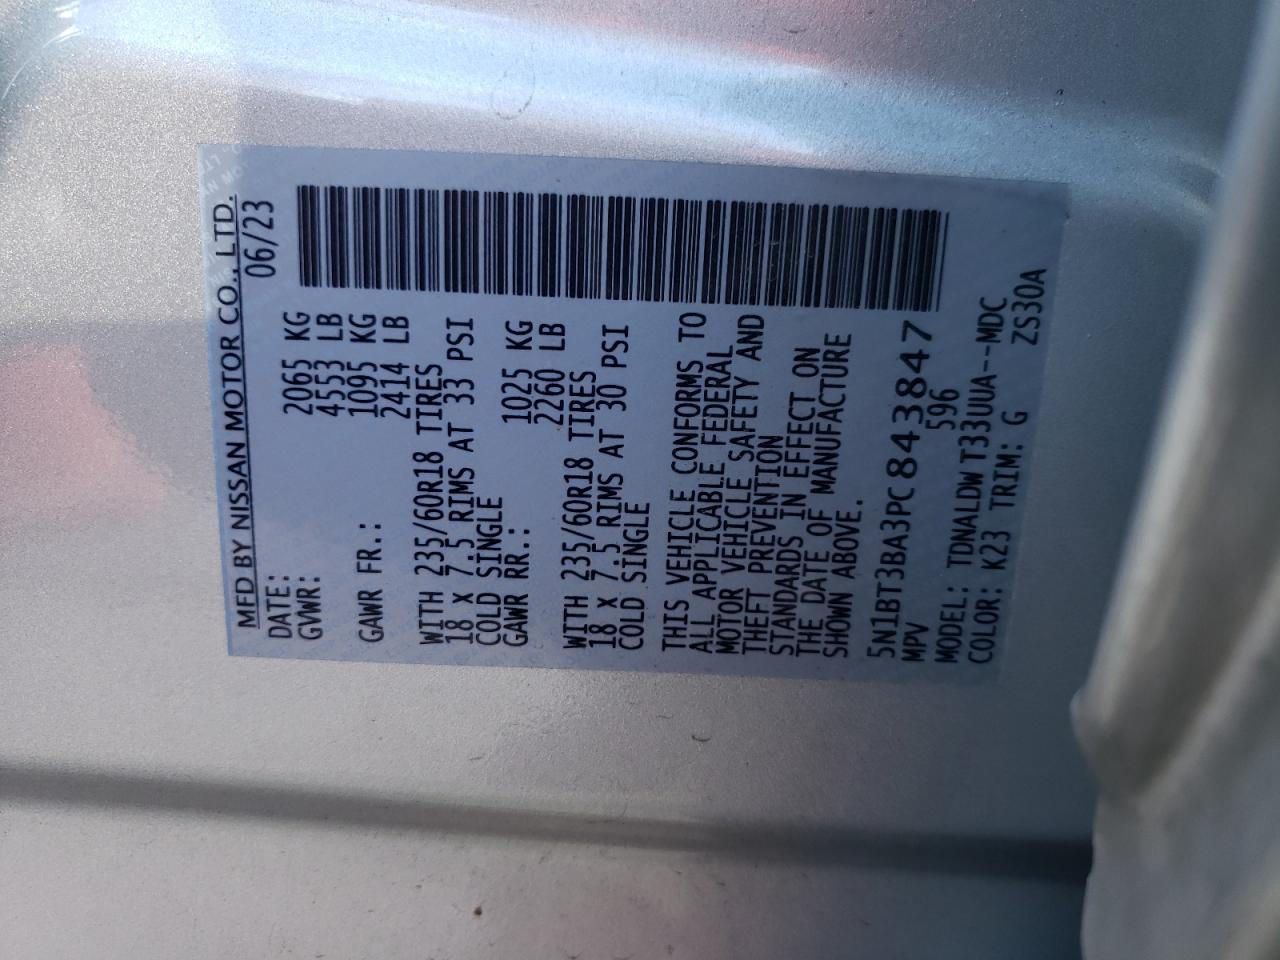 MFD BY NISSAN MOTOR CO., LTD.
DATE: 06/23
GVWR: 2065 KG
4553 LB
GAWR FR.: 1095 KG
2414 LB
WITH 235/60R18 TIRES
18 X 7.5 RIMS AT 33 PSI
COLD SINGLE
GAWR RR.: 1025 KG
2260 LB
WITH 235/60R18 TIRES
18 X 7.5 RIMS AT 30 PSI
COLD SINGLE
THIS VEHICLE CONFORMS TO
ALL APPLICABLE FEDERAL
MOTOR VEHICLE SAFETY AND
THEFT PREVENTION
STANDARDS IN EFFECT ON
THE DATE OF MANUFACTURE
SHOWN ABOVE.
5N1BT3BA3PC843847
MPV 596
MODEL: TDNALDW T33UUA--MDC
COLOR: K23 TRIM: G ZS30A